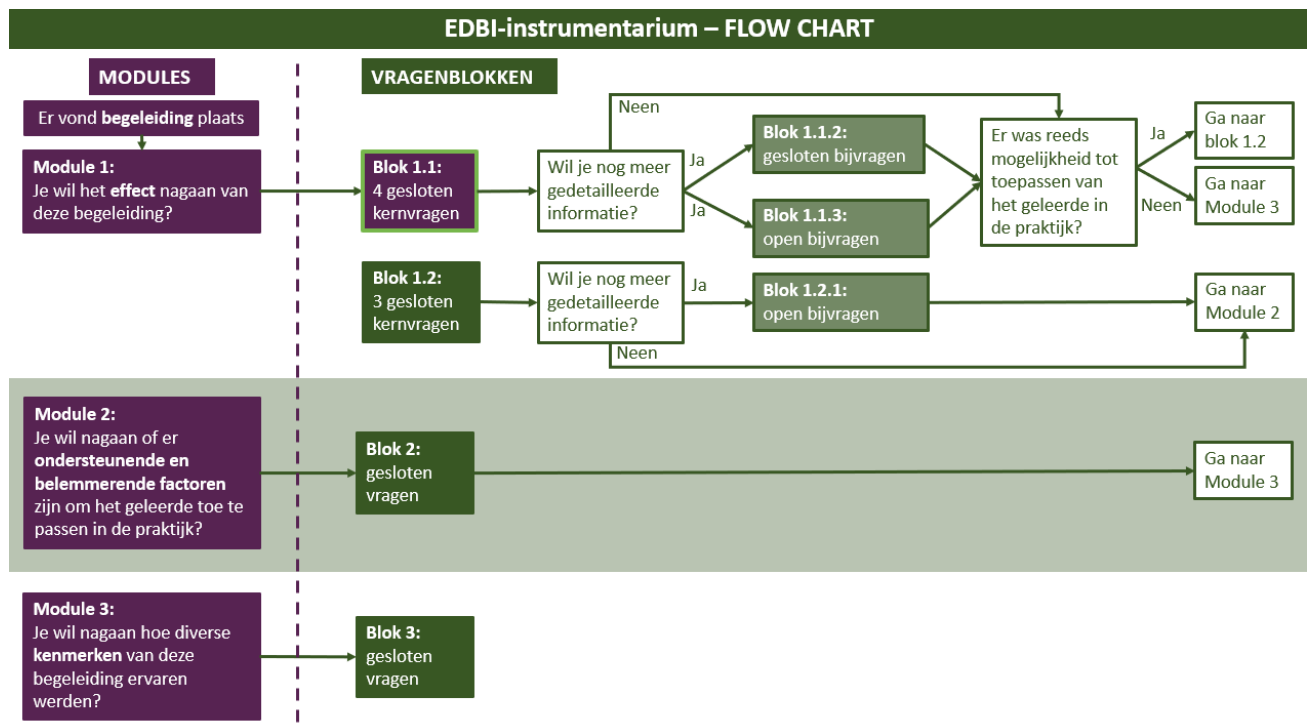 EDBI-instrumentarium – FLOW CHART
MODULES
VRAGENBLOKKEN
Er vond begeleiding plaats
Module 1:
Je wil het effect nagaan van
deze begeleiding?
Blok 1.1:
4 gesloten
kernvragen
Wil je nog meer
gedetailleerde
informatie?
Neen
Ja
Ja
Blok 1.1.2:
gesloten bijvragen
Blok 1.1.3:
open bijvragen
Er was reeds
mogelijkheid tot
toepassen van
het geleerde in
de praktijk?
Ja
Neen
Ga naar
blok 1.2
Ga naar
Module 3
Blok 1.2:
3 gesloten
kernvragen
Wil je nog meer
gedetailleerde
informatie?
Ja
Neen
Blok 1.2.1:
open bijvragen
Ga naar
Module 2
Module 2:
Je wil nagaan of er
ondersteunende en
belemmerende factoren
zijn om het geleerde toe te
passen in de praktijk?
Blok 2:
gesloten
vragen
Ga naar
Module 3
Module 3:
Je wil nagaan hoe diverse
kenmerken van deze
begeleiding ervaren
werden?
Blok 3:
gesloten
vragen